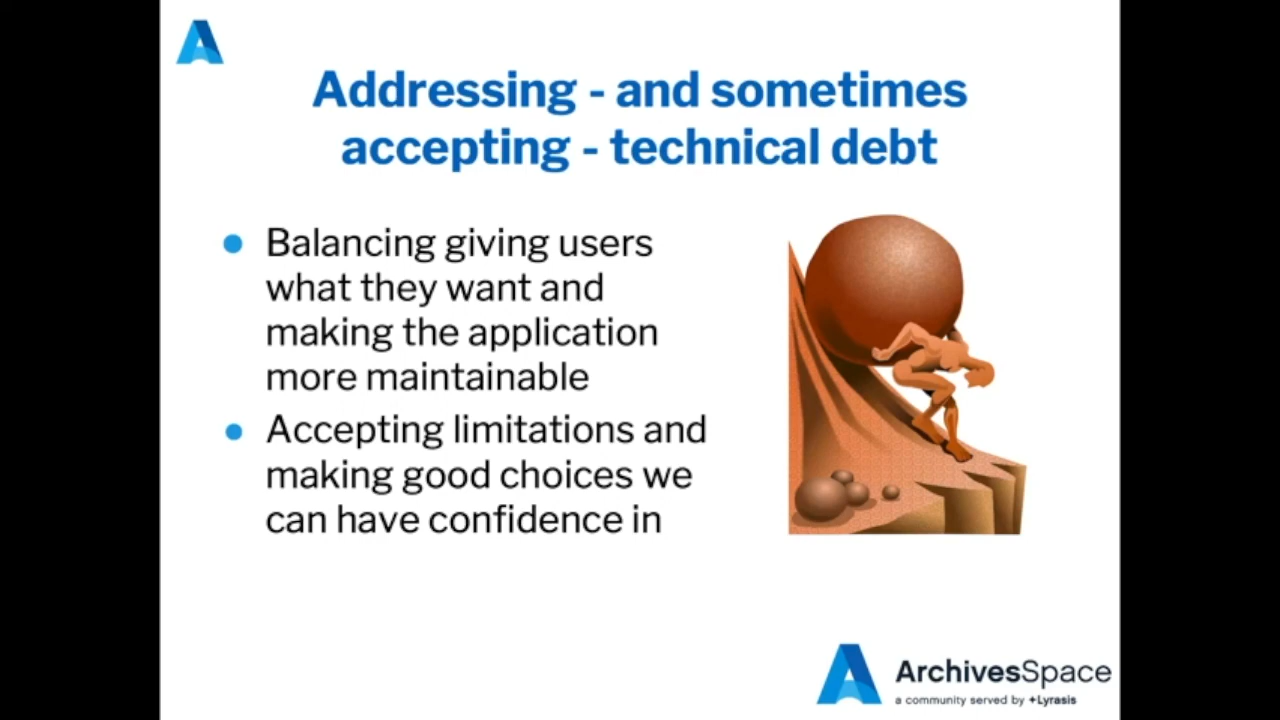 Addressing - and sometimes
accepting - technical debt
Balancing giving users
what they want and
making the application
more maintainable
Accepting limitations and
making good choices we
can have confidence in
ArchivesSpace
a community served by +Lyrasis